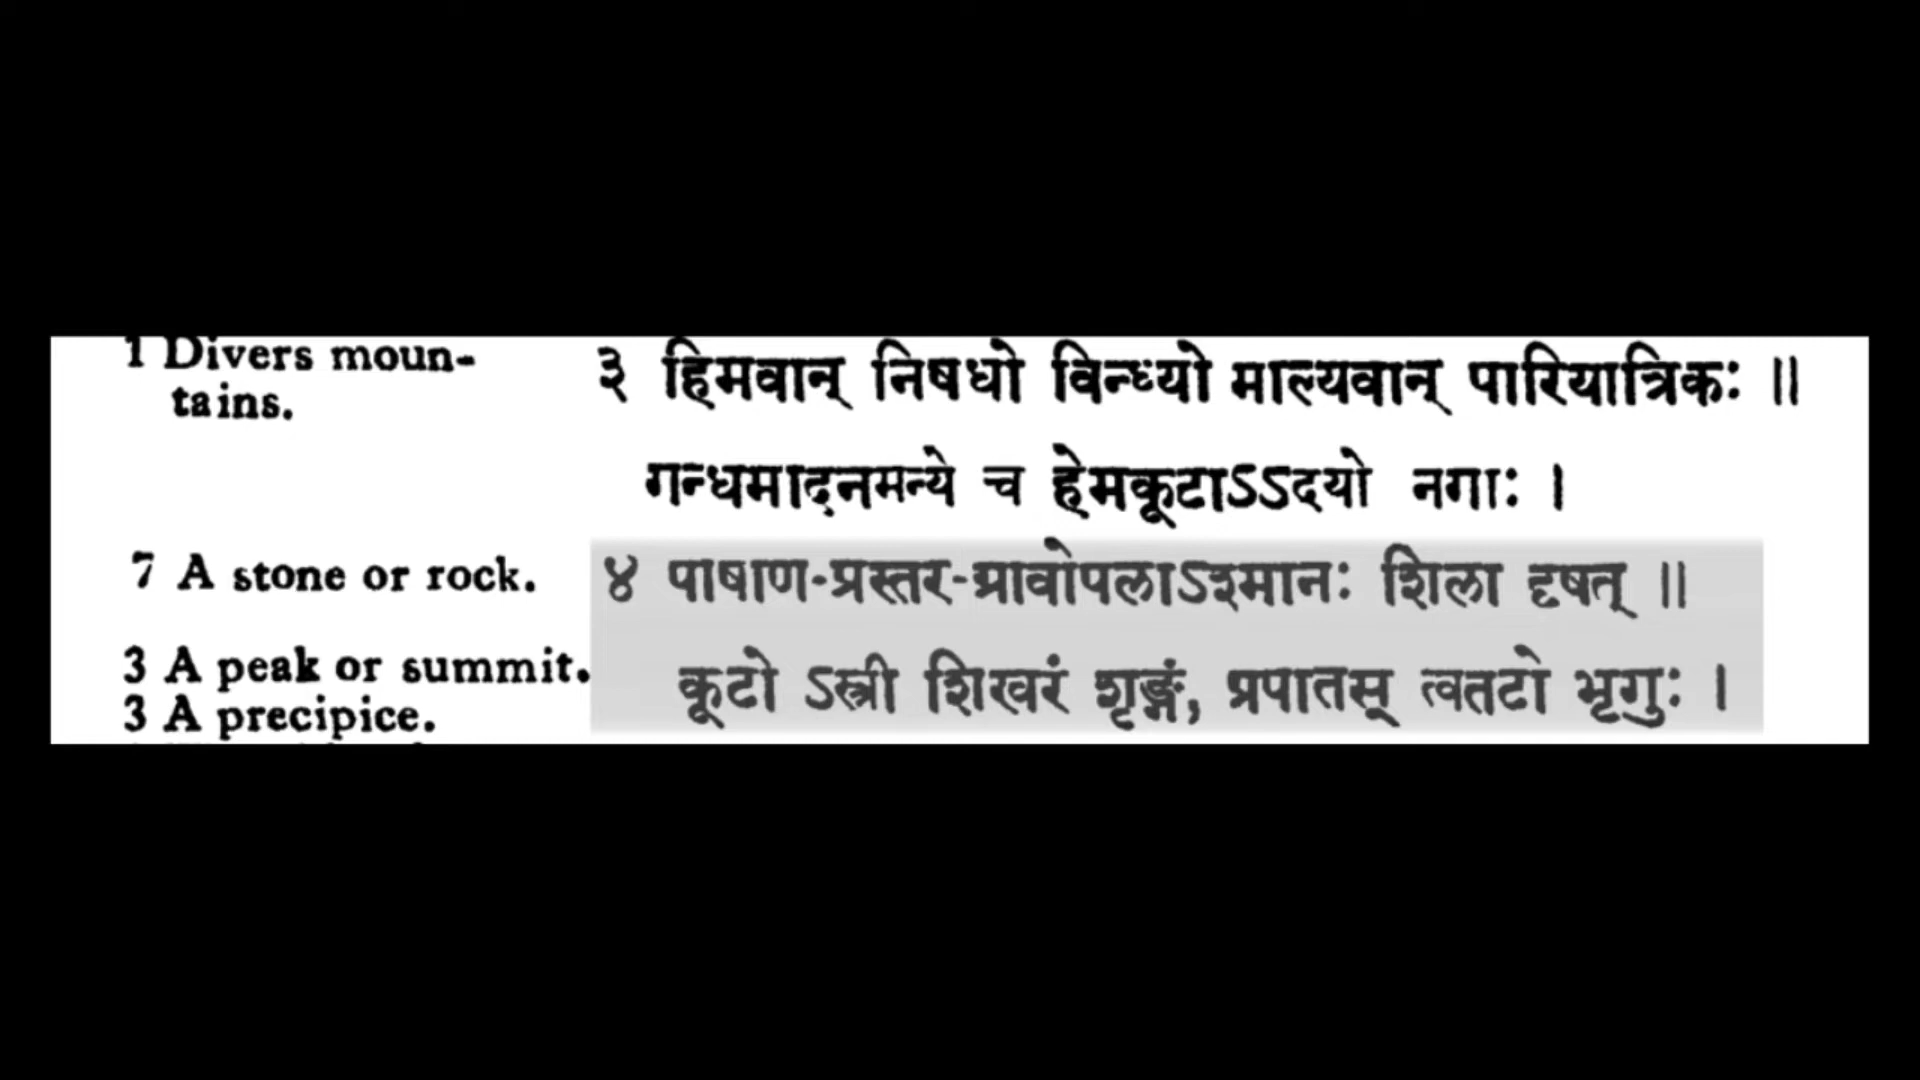 1 Divers moun-
tains.
३ हिमवान् निषधो विन्ध्यो माल्यवान् पारियात्रिकः ॥
गन्धमादनमन्ये च हेमकूटाऽऽदयो नगाः ।
7 A stone or rock.
४ पाषाण-प्रस्तर-ग्रावोपलाऽश्मानः शिला दृषत् ॥
3 A peak or summit.
3 A precipice.
कूटो ऽस्त्री शिखरं शृङ्गं, प्रपातस् त्वतटो भृगुः ।